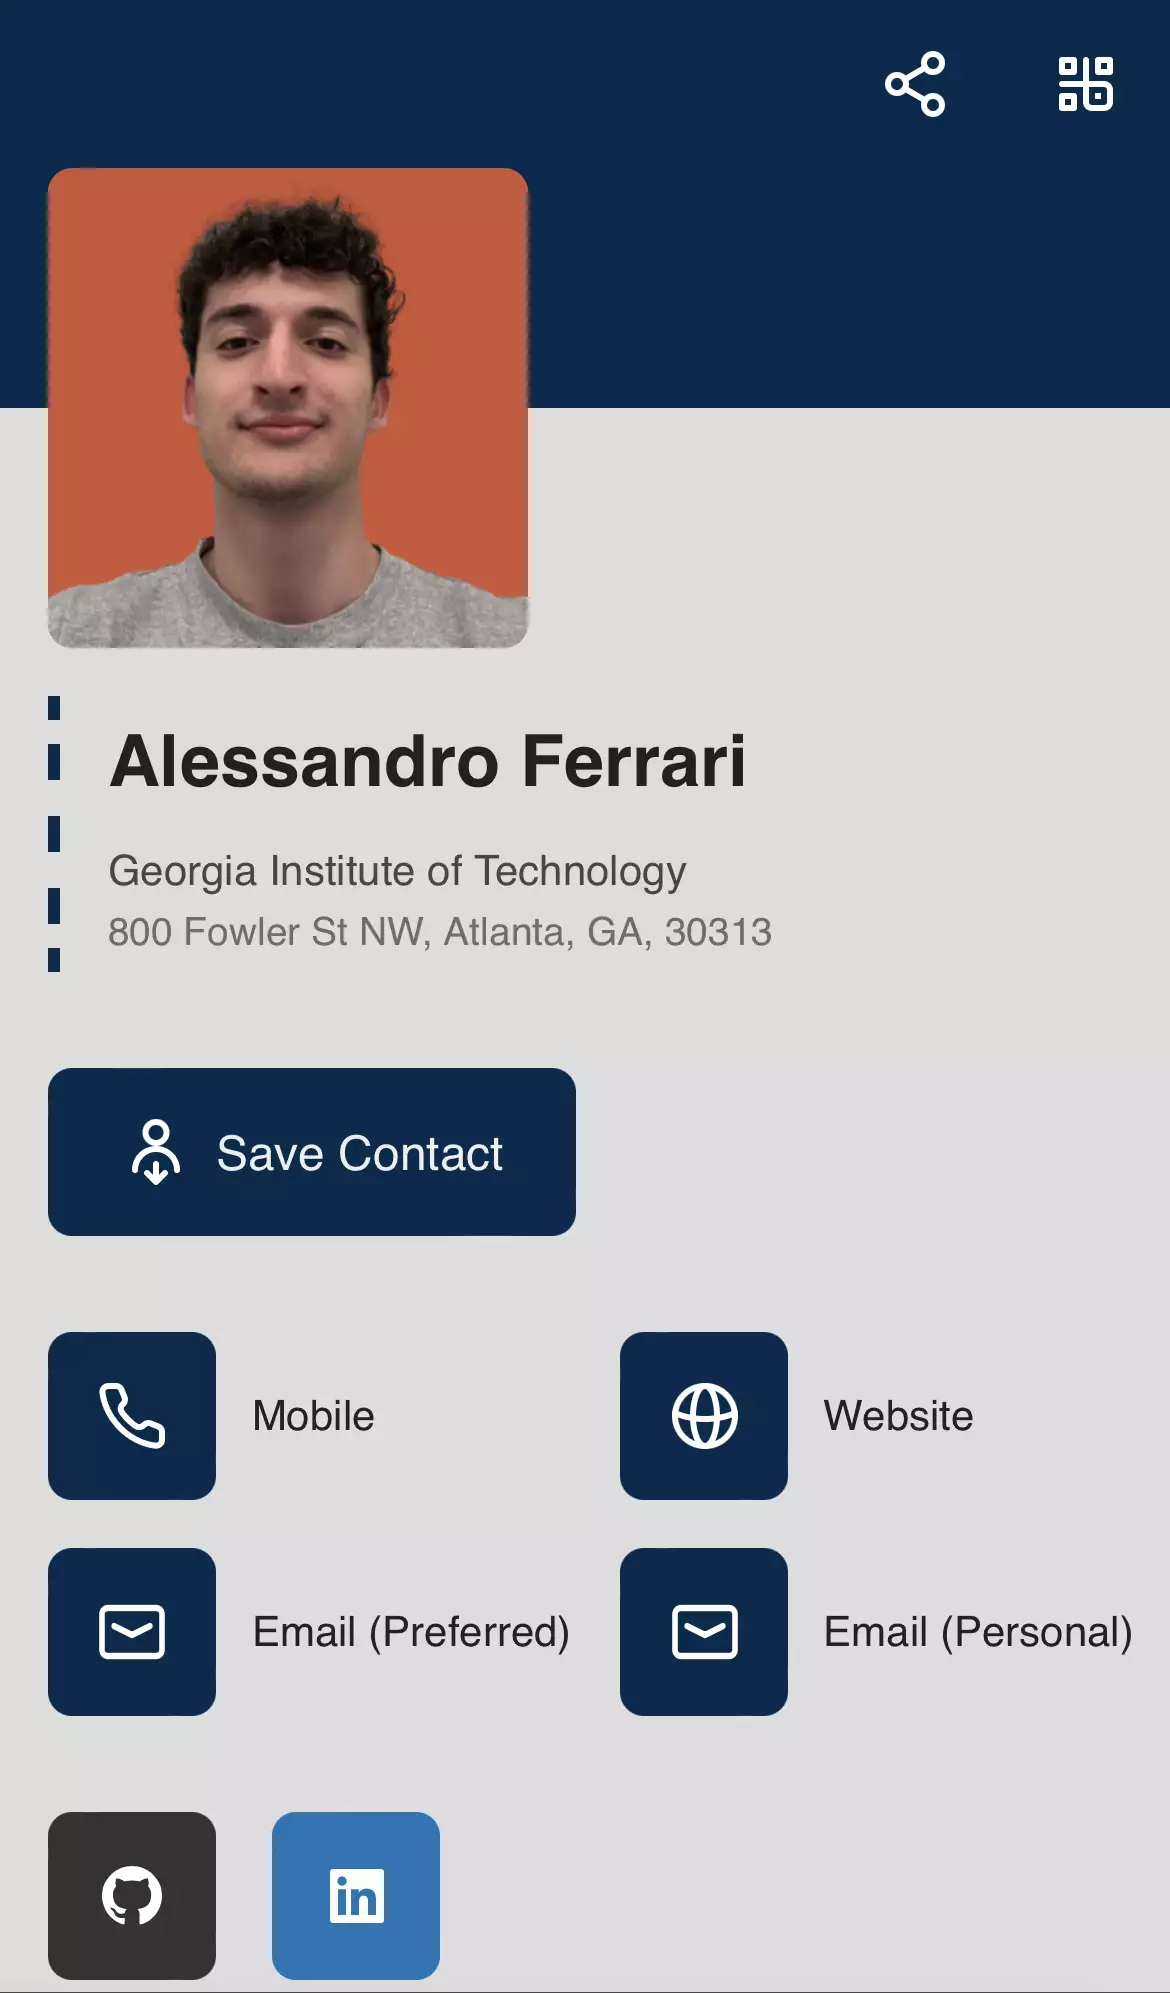 Alessandro Ferrari
Georgia Institute of Technology
800 Fowler St NW, Atlanta, GA, 30313
Save Contact
Mobile
Website
Email (Preferred)
Email (Personal)
in